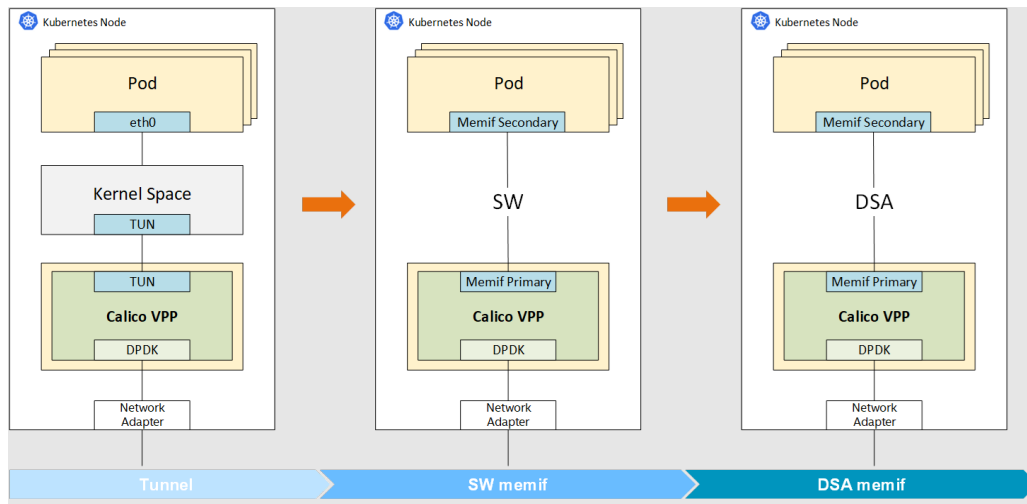 Kubernetes Node
Pod
eth0
Kernel Space
TUN
TUN
Calico VPP
DPDK
Network
Adapter
Tunnel
Kubernetes Node
Pod
Memif Secondary
SW
Memif Primary
Calico VPP
DPDK
Network
Adapter
SW memif
Kubernetes Node
Pod
Memif Secondary
DSA
Memif Primary
Calico VPP
DPDK
Network
Adapter
DSA memif